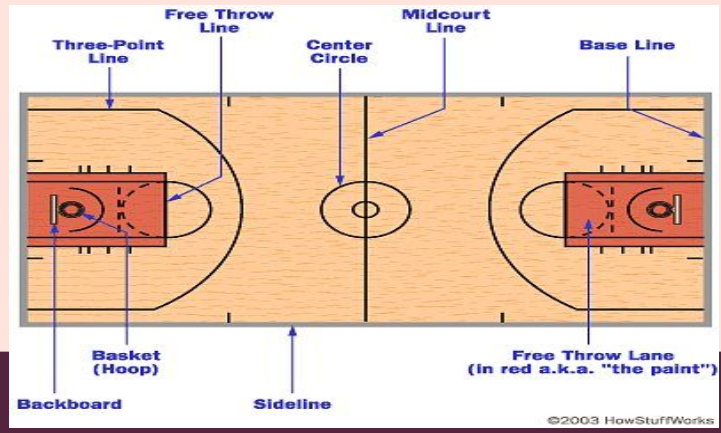 Free Throw
Line
Three-Point
Line
Center
Circle
Midcourt
Line
Base Line
Basket
(Hoop)
Backboard
Sideline
Free Throw Lane
(in red a.k.a. "the paint")
©2003 HowStuffWorks